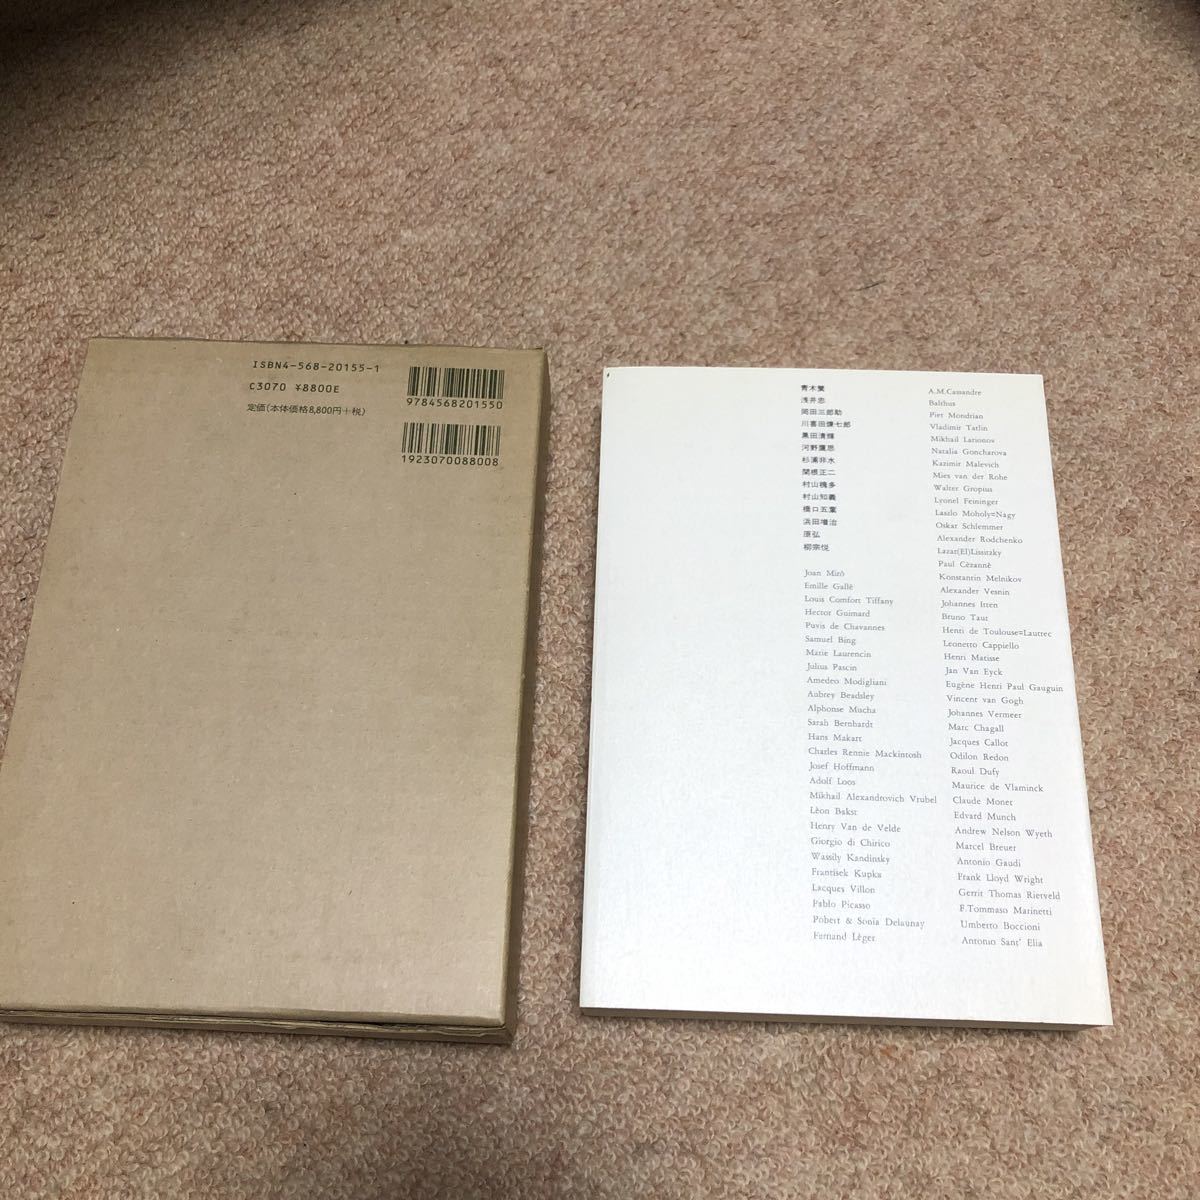 ISBN4-568-20155-1
C3070 ¥8800E
定価(本体価格8,800円+税)
9784568201550
1923070088008
青木繁
浅井忠
岡田三郎助
川喜田煉七郎
黒田清輝
河野鷹思
杉浦非水
関根正二
村山槐多
村山知義
橋口五葉
浜田増治
原弘
柳宗悦
Joan Mirò
Emille Gallè
Louis Comfort Tiffany
Hector Guimard
Puvis de Chavannes
Samuel Bing
Marie Laurencin
Julius Pascin
Amedeo Modigliani
Aubrey Beadsley
Alphonse Mucha
Sarah Bernhardt
Hans Makart
Charles Rennie Mackintosh
Josef Hoffmann
Adolf Loos
Mikhail Alexandrovich Vrubel
Lèon Bakst
Henry Van de Velde
Giorgio di Chirico
Wassily Kandinsky
Frantisek Kupka
Lacques Villon
Pablo Picasso
Pobert & Sonia Delaunay
Fernand Lèger
A.M.Cassandre
Balthus
Piet Mondrian
Vladimir Tatlin
Mikhail Larionov
Natalia Goncharova
Kazimir Malevich
Mies van der Rohe
Walter Gropius
Lyonel Feininger
Laszlo Moholy=Nagy
Oskar Schlemmer
Alexander Rodchenko
Lazar(El)Lissitzky
Paul Cèzannè
Konstantin Melnikov
Alexander Vesnin
Johannes Itten
Bruno Taut
Henri de Toulouse=Lautrec
Leonetto Cappiello
Henri Matisse
Jan Van Eyck
Eugène Henri Paul Gauguin
Vincent van Gogh
Johannes Vermeer
Marc Chagall
Jacques Callot
Odilon Redon
Raoul Dufy
Maurice de Vlaminck
Claude Monet
Edvard Munch
Andrew Nelson Wyeth
Marcel Breuer
Antonio Gaudi
Frank Lloyd Wright
Gerrit Thomas Rietveld
F.Tommaso Marinetti
Umberto Boccioni
Antonio Sant' Elia